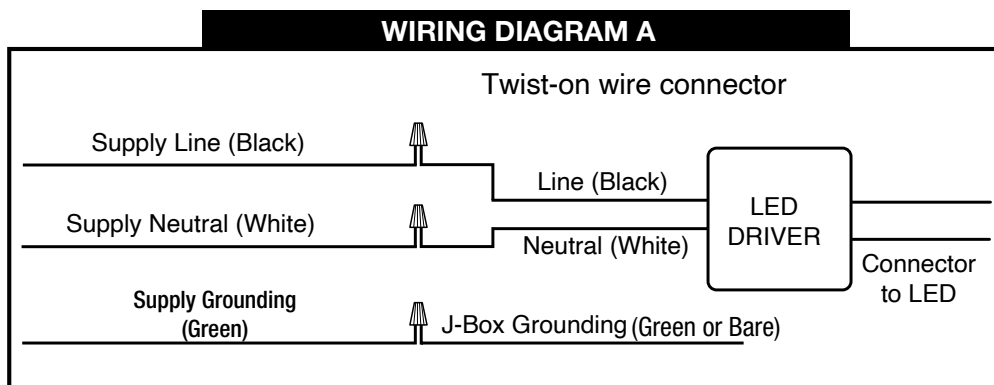 WIRING DIAGRAM A
Twist-on wire connector
Supply Line (Black)
Line (Black)
Supply Neutral (White)
Neutral (White)
LED
DRIVER
Connector
to LED
Supply Grounding
(Green)
J-Box Grounding (Green or Bare)